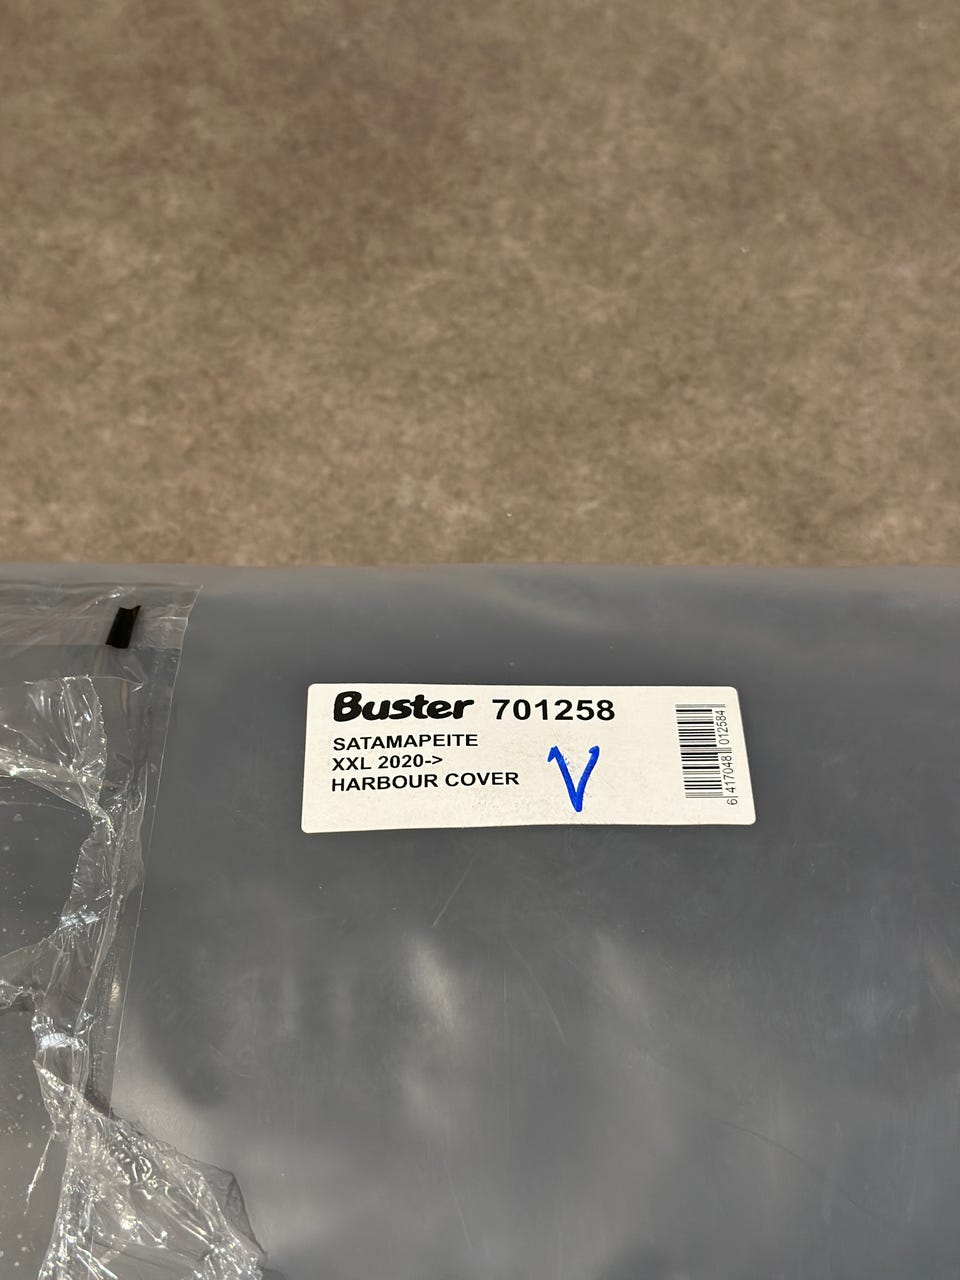 Buster 701258
SATAMAPEITE
XXL 2020->
HARBOUR COVER
V
6 417048 012584